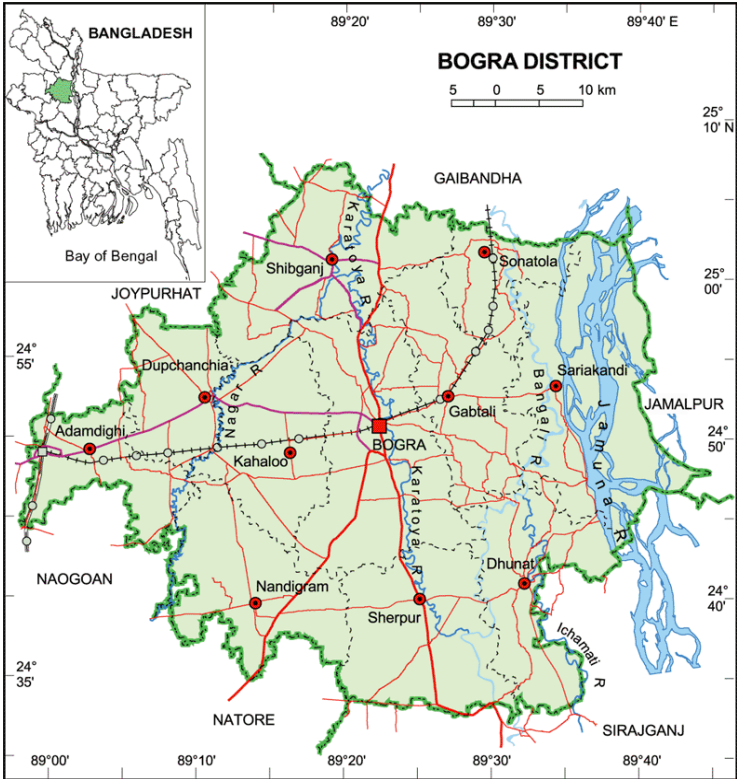 89°20' 89°30' 89°40' E
BANGLADESH
Bay of Bengal
BOGRA DISTRICT
5 0 5 10 km
25°
10' N
GAIBANDHA
Karatoya R
Shibganj
Sonatola
25°
00'
JOYPURHAT
24°
55'
Dupchanchia
Nagar R
Sariakandi
Bangali R
Gabtali
JAMALPUR
Jamuna R
Adamdighi
BOGRA
24°
50'
Kahaloo
Karatoya R
NAOGOAN
Dhunat
Nandigram
24°
40'
Sherpur
Ichamati R
24°
35'
NATORE
SIRAJGANJ
89°00' 89°10' 89°20' 89°30' 89°40'